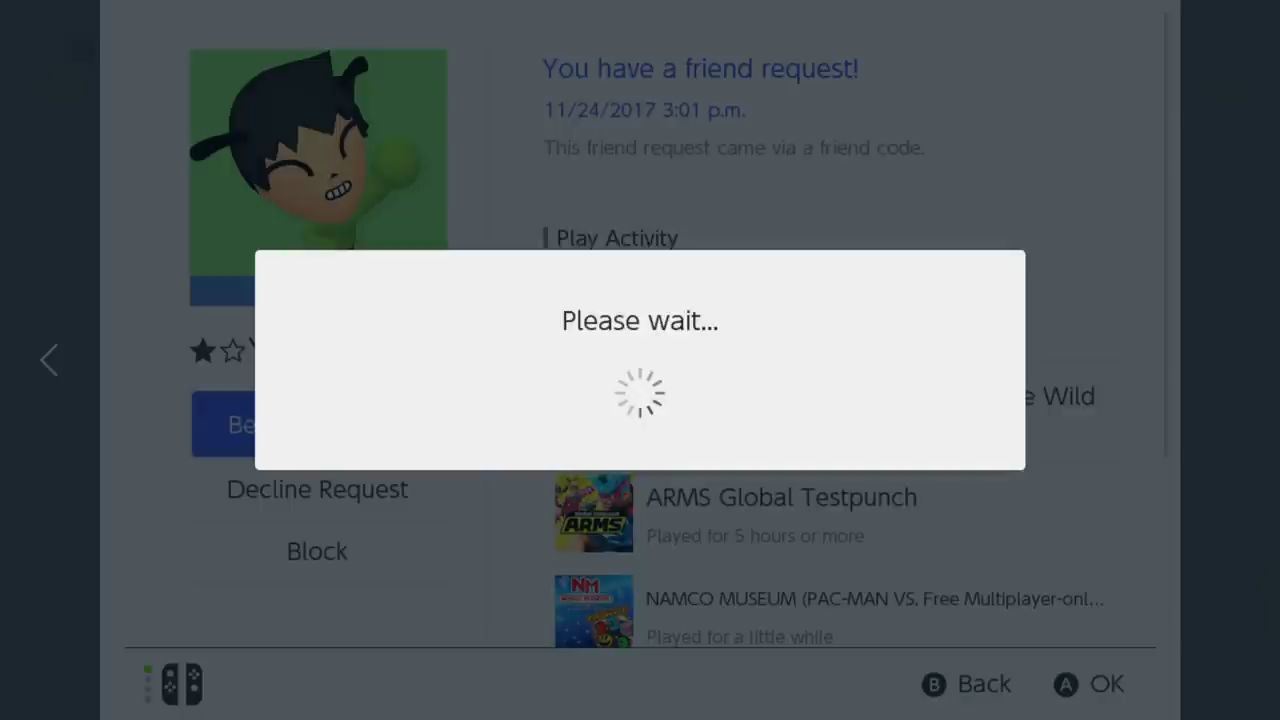 You have a friend request!
11/24/2017 3:01 p.m.
This friend request came via a friend code.
Play Activity
Please wait...
Be
e Wild
Decline Request
Block
ARMS Global Testpunch
Played for 5 hours or more
ARMS
NAMCO MUSEUM (PAC-MAN VS. Free Multiplayer-onl...
Played for a little while
NM
B Back
A OK